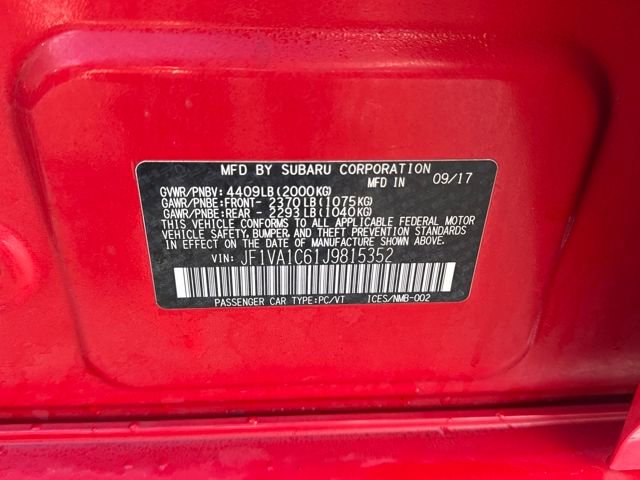 MFD BY SUBARU CORPORATION
MFD IN 09/17
GVWR/PNBV: 4409LB(2000KG)
GAWR/PNBE:FRONT- 2370LB(1075KG)
GAWR/PNBE:REAR - 2293LB(1040KG)
THIS VEHICLE CONFORMS TO ALL APPLICABLE FEDERAL MOTOR
VEHICLE SAFETY,BUMPER,AND THEFT PREVENTION STANDARDS
IN EFFECT ON THE DATE OF MANUFACTURE SHOWN ABOVE.
VIN: JF1VA1C61J9815352
PASSENGER CAR TYPE:PC/VT ICES/NMB-002